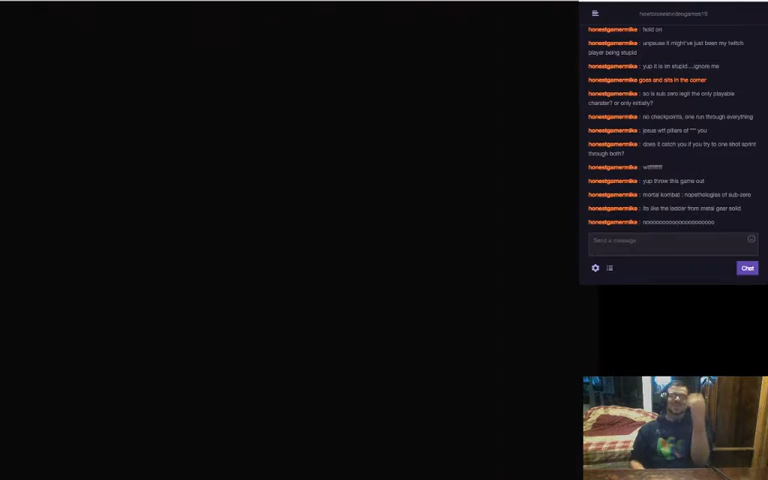 honestgamermike : hold on
honestgamermike : unpause it might've just been my twitch
player being stupid
honestgamermike : yup it is im stupid....ignore me
honestgamermike goes and sits in the corner
honestgamermike : so is sub zero legit the only playable
charater? or only initially?
honestgamermike : no checkpoints, one run through everything
honestgamermike : jesus wtf pillars of *** you
honestgamermike : does it catch you if you try to one shot sprint
through both?
honestgamermike :
honestgamermike : yup throw this game out
honestgamermike : mortal kombat : nopethologies of sub-zero
honestgamermike : its like the ladder from metal gear solid
honestgamermike :
Send a message
Chat